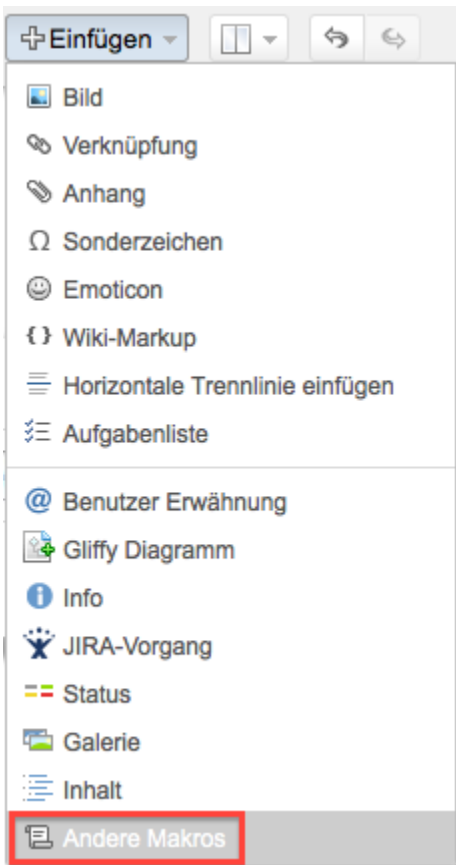 Einfügen
Bild
Verknüpfung
Anhang
Sonderzeichen
Emoticon
Wiki-Markup
Horizontale Trennlinie einfügen
Aufgabenliste
Benutzer Erwähnung
Gliffy Diagramm
Info
JIRA-Vorgang
Status
Galerie
Inhalt
Andere Makros